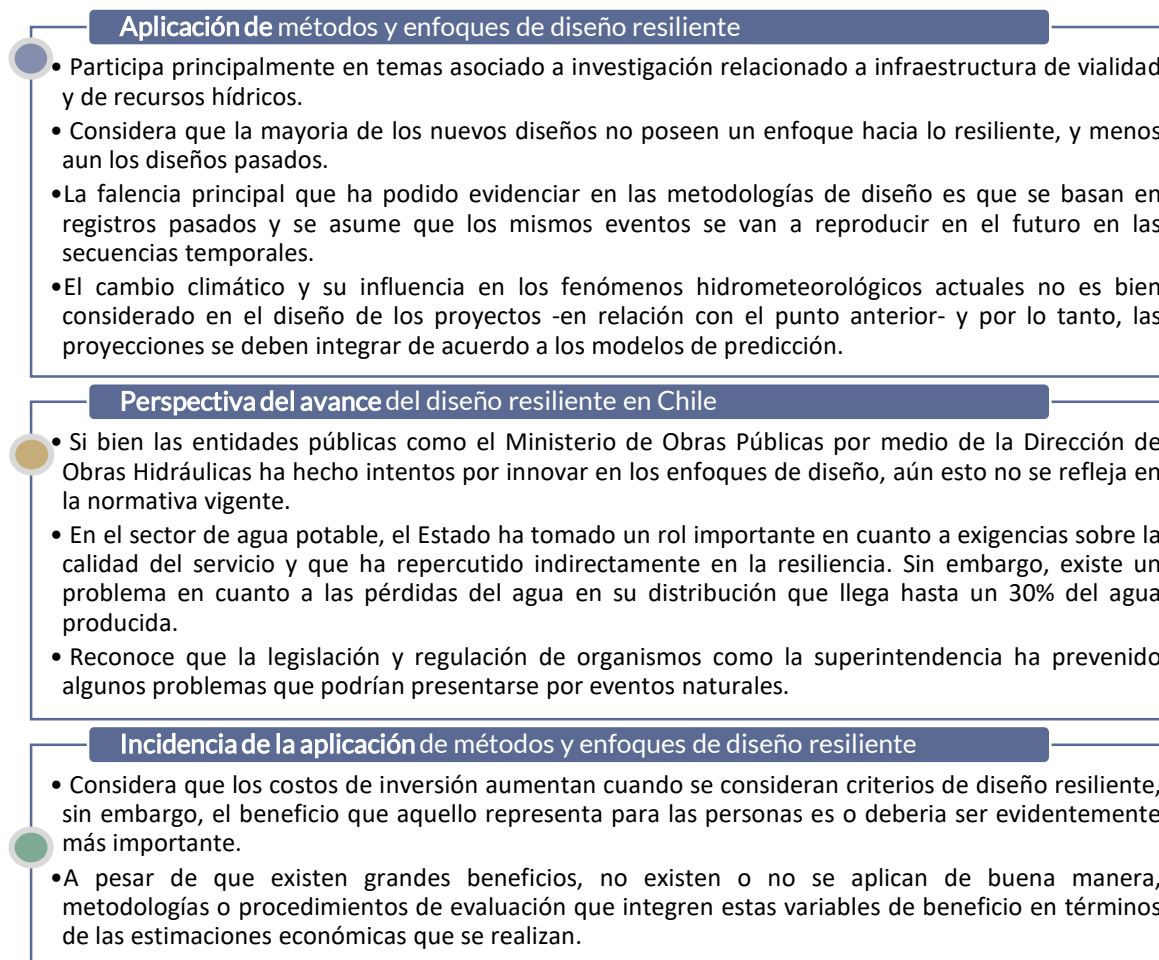 Aplicación de métodos y enfoques de diseño resiliente
• Participa principalmente en temas asociado a investigación relacionado a infraestructura de vialidad
y de recursos hídricos.
• Considera que la mayoria de los nuevos diseños no poseen un enfoque hacia lo resiliente, y menos
aun los diseños pasados.
•La falencia principal que ha podido evidenciar en las metodologías de diseño es que se basan en
registros pasados y se asume que los mismos eventos se van a reproducir en el futuro en las
secuencias temporales.
•El cambio climático y su influencia en los fenómenos hidrometeorológicos actuales no es bien
considerado en el diseño de los proyectos -en relación con el punto anterior- y por lo tanto, las
proyecciones se deben integrar de acuerdo a los modelos de predicción.
Perspectiva del avance del diseño resiliente en Chile
• Si bien las entidades públicas como el Ministerio de Obras Públicas por medio de la Dirección de
Obras Hidráulicas ha hecho intentos por innovar en los enfoques de diseño, aún esto no se refleja en
la normativa vigente.
• En el sector de agua potable, el Estado ha tomado un rol importante en cuanto a exigencias sobre la
calidad del servicio y que ha repercutido indirectamente en la resiliencia. Sin embargo, existe un
problema en cuanto a las pérdidas del agua en su distribución que llega hasta un 30% del agua
producida.
• Reconoce que la legislación y regulación de organismos como la superintendencia ha prevenido
algunos problemas que podrían presentarse por eventos naturales.
Incidencia de la aplicación de métodos y enfoques de diseño resiliente
• Considera que los costos de inversión aumentan cuando se consideran criterios de diseño resiliente,
sin embargo, el beneficio que aquello representa para las personas es o deberia ser evidentemente
más importante.
•A pesar de que existen grandes beneficios, no existen o no se aplican de buena manera,
metodologías o procedimientos de evaluación que integren estas variables de beneficio en términos
de las estimaciones económicas que se realizan.